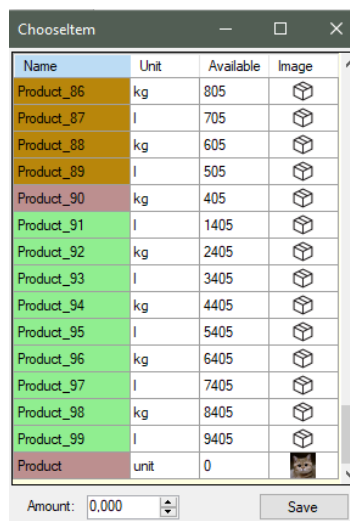 ChooseItem
Name Unit Available Image
Product_86 kg 805
Product_87 l 705
Product_88 kg 605
Product_89 l 505
Product_90 kg 405
Product_91 l 1405
Product_92 kg 2405
Product_93 l 3405
Product_94 kg 4405
Product_95 l 5405
Product_96 kg 6405
Product_97 l 7405
Product_98 kg 8405
Product_99 l 9405
Product unit 0
Amount: 0,000 Save